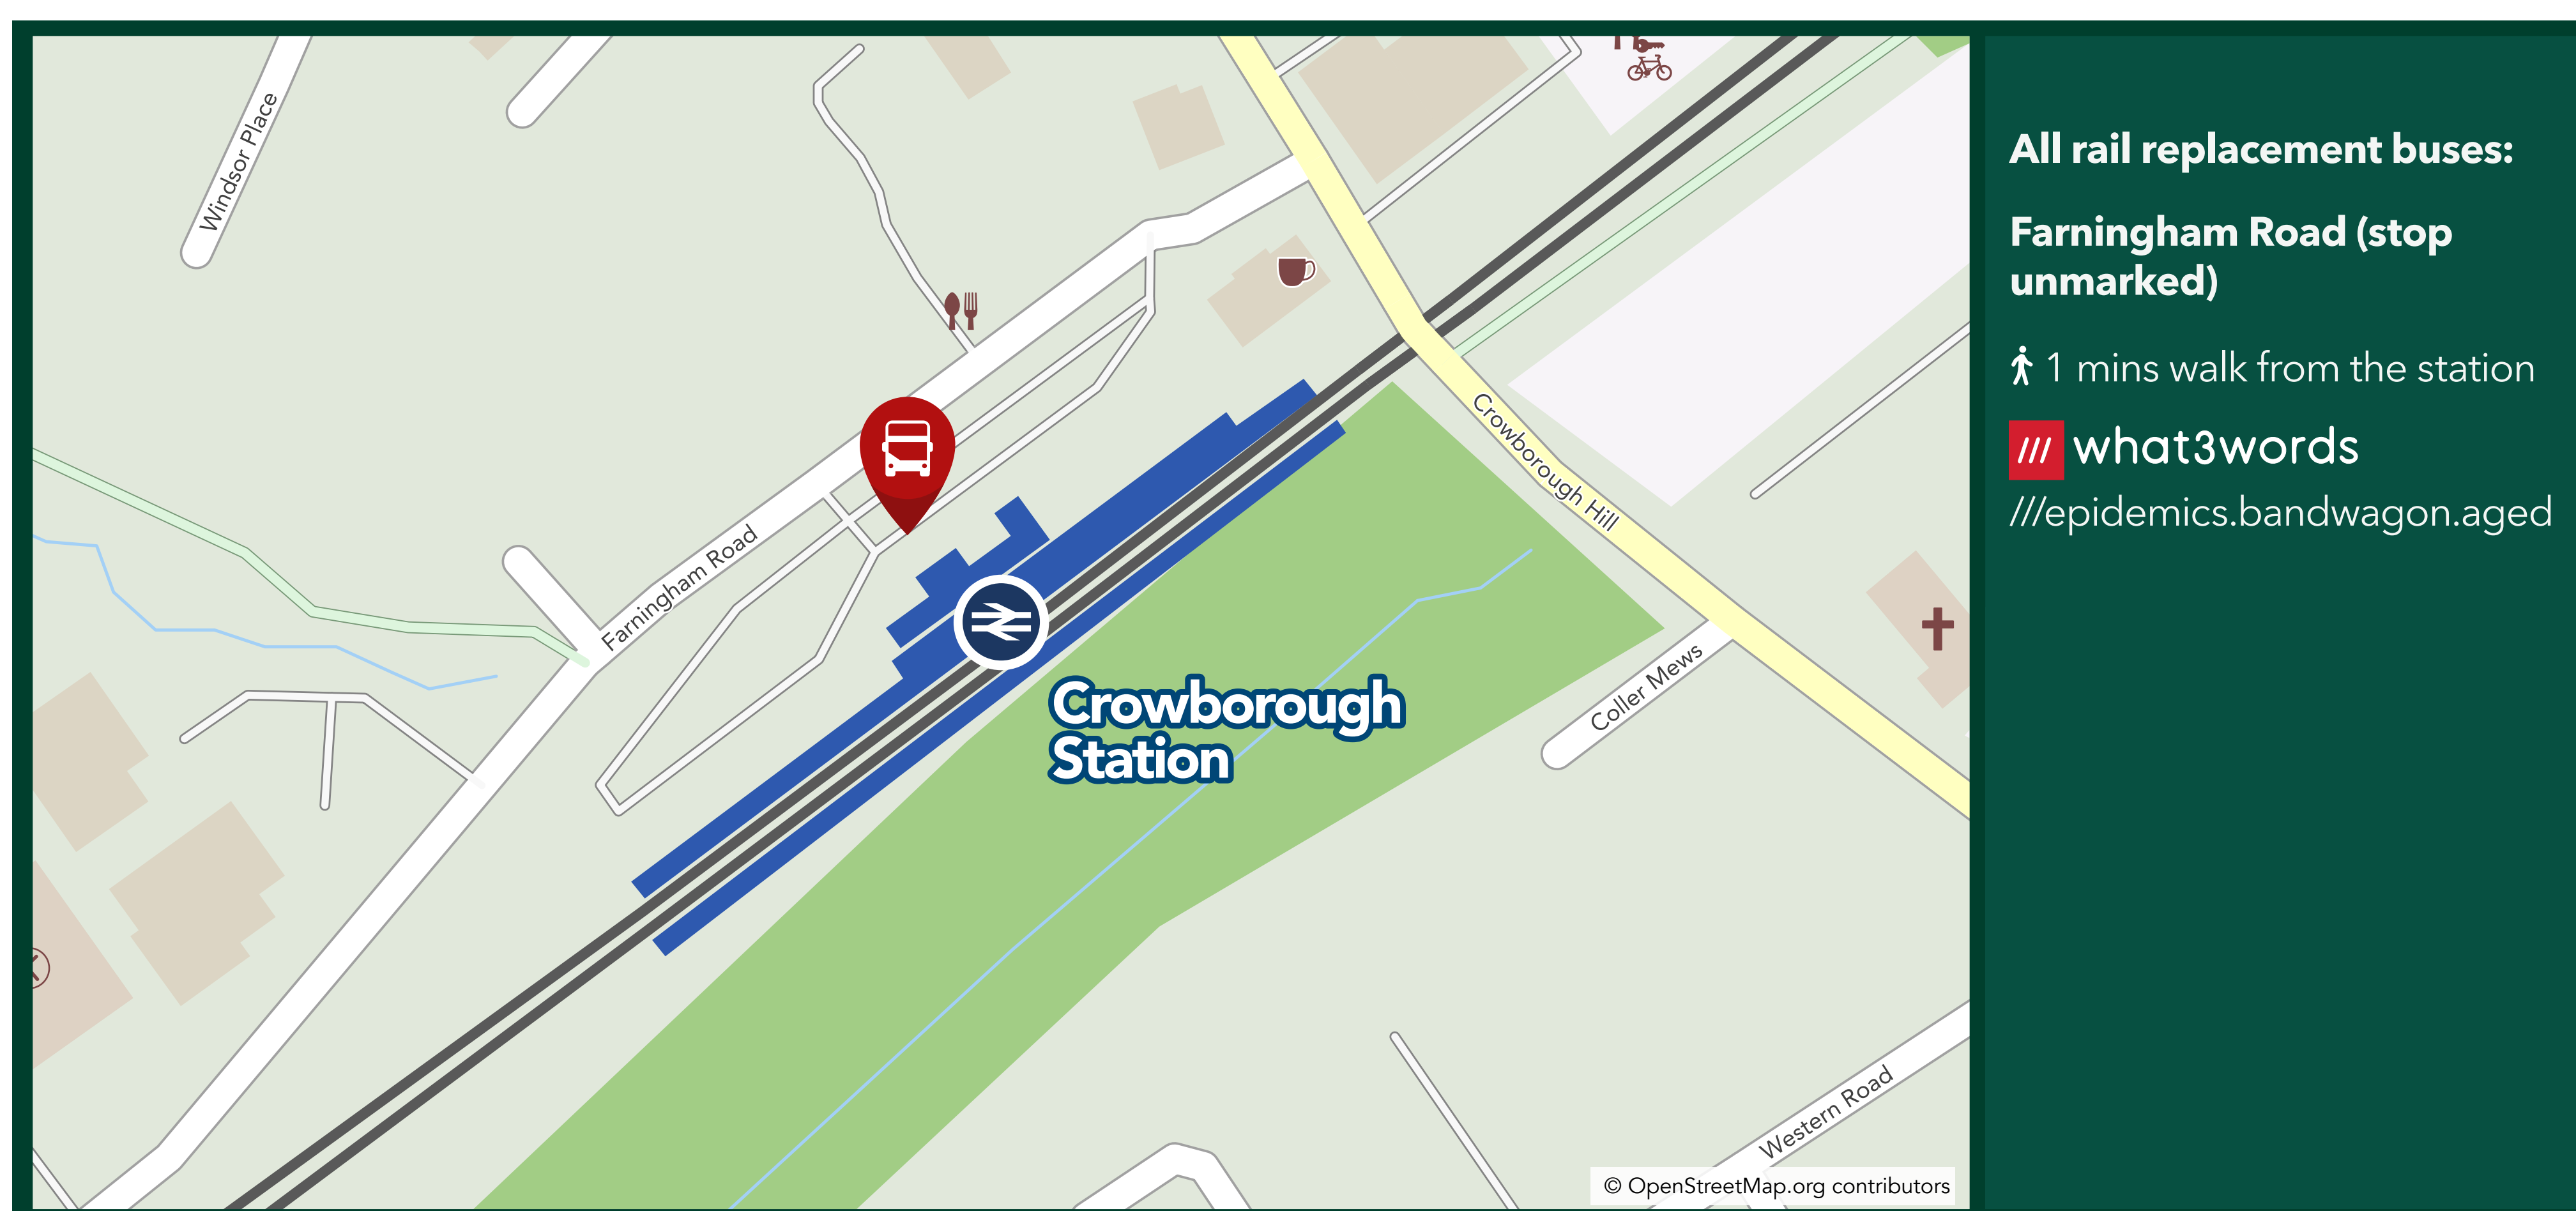 Windsor Place
Farningham Road
Crowborough Hill
Crowborough
Station
Coller Mews
Western Road
© OpenStreetMap.org contributors
All rail replacement buses:
Farningham Road (stop
unmarked)
1 mins walk from the station
what3words
///epidemics.bandwagon.aged